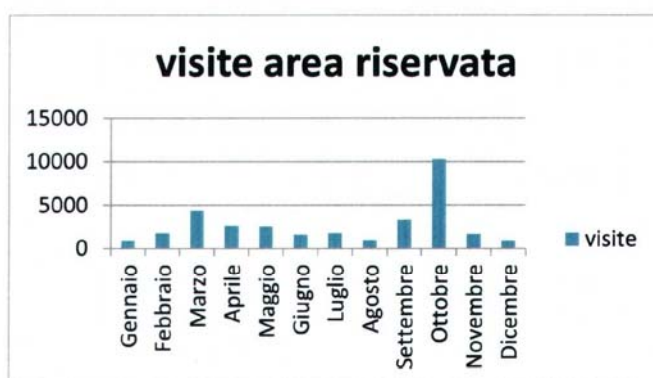 visite area riservata
15000
10000
5000
0
Gennaio
Febbraio
Marzo
Aprile
Maggio
Giugno
Luglio
Agosto
Settembre
Ottobre
Novembre
Dicembre
visite